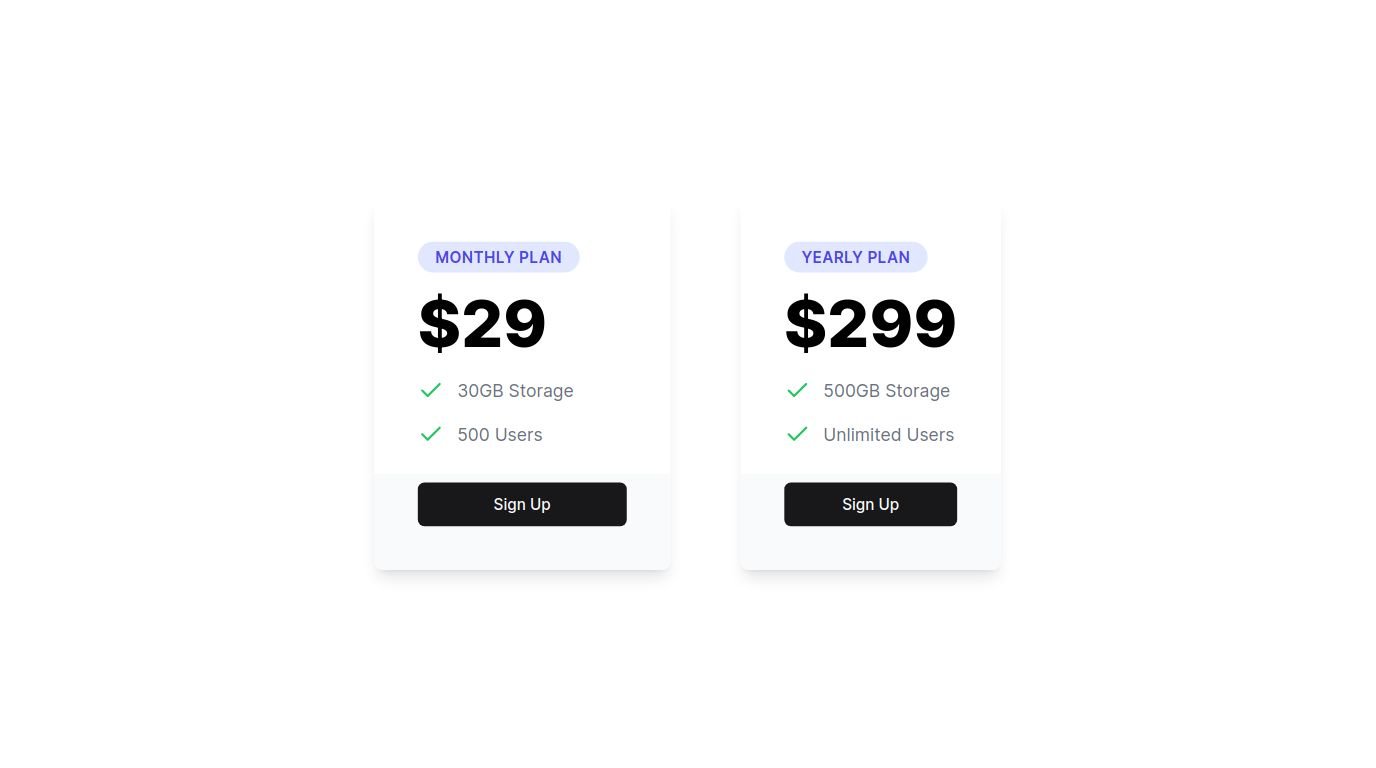 MONTHLY PLAN
$29
30GB Storage
500 Users
Sign Up
YEARLY PLAN
$299
500GB Storage
Unlimited Users
Sign Up